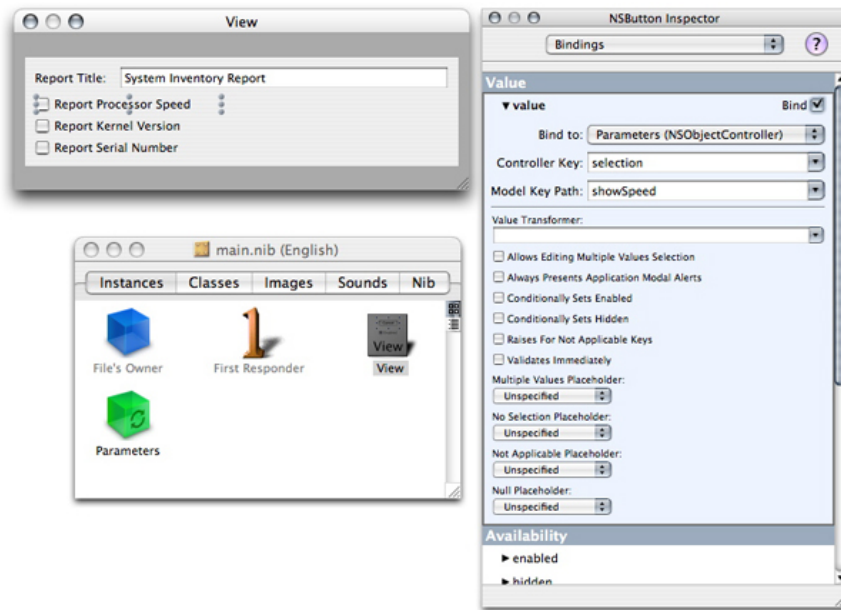 View
Report Title: System Inventory Report
Report Processor Speed
Report Kernel Version
Report Serial Number
main.nib (English)
Instances Classes Images Sounds Nib
File's Owner
1
First Responder
View
View
Parameters
NSButton Inspector
Bindings
?
Value
value Bind
Bind to: Parameters (NSObjectController)
Controller Key: selection
Model Key Path: showSpeed
Value Transformer:
Allows Editing Multiple Values Selection
Always Presents Application Modal Alerts
Conditionally Sets Enabled
Conditionally Sets Hidden
Raises For Not Applicable Keys
Validates Immediately
Multiple Values Placeholder:
Unspecified
No Selection Placeholder:
Unspecified
Not Applicable Placeholder:
Unspecified
Null Placeholder:
Unspecified
Availability
enabled
hidden